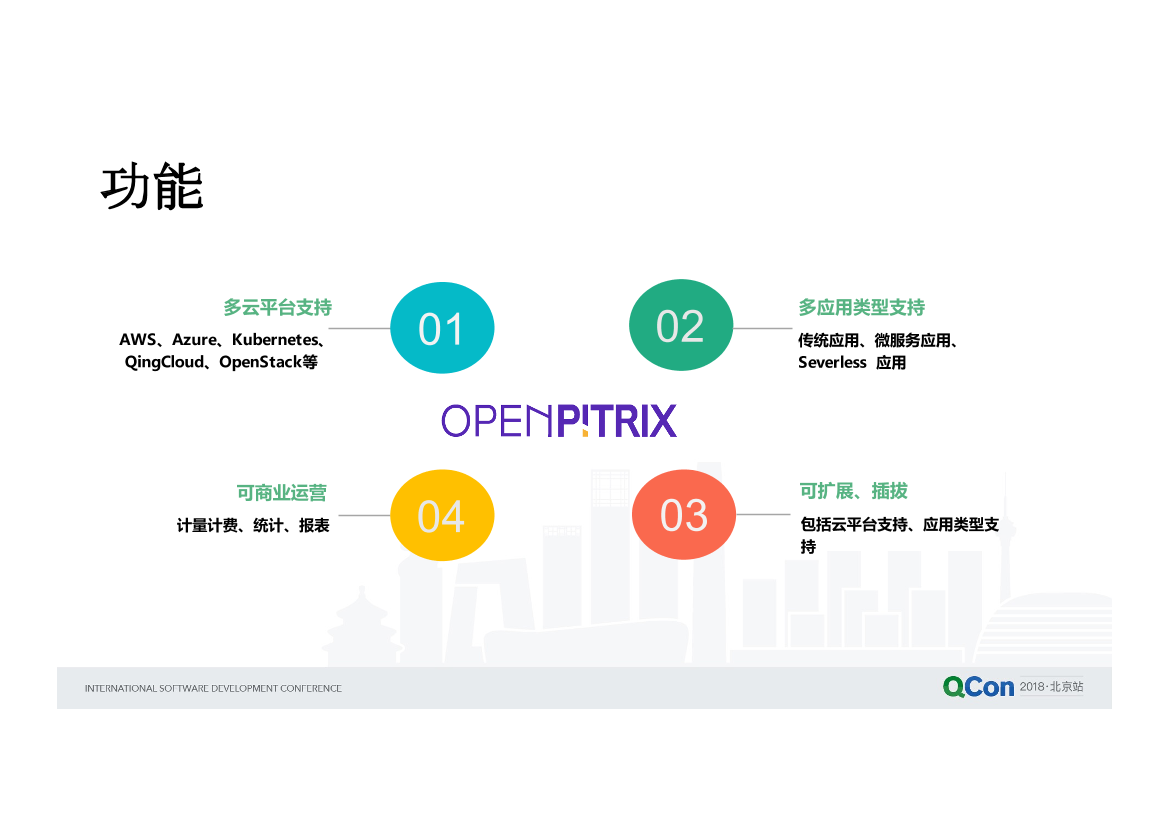 功能
多云平台支持
AWS、Azure、Kubernetes、
QingCloud、OpenStack等
01
02
多应用类型支持
传统应用、微服务应用、
Severless 应用
OPENPITRIX
可商业运营
计量计费、统计、报表
04
03
可扩展、插拔
包括云平台支持、应用类型支
持
INTERNATIONAL SOFTWARE DEVELOPMENT CONFERENCE
QCon 2018·北京站